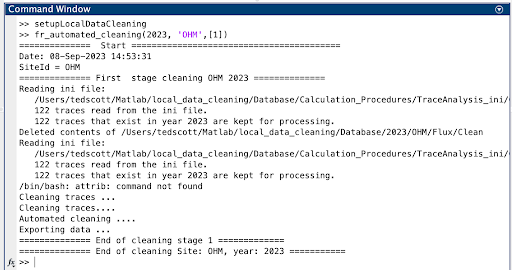 Command Window
>> setupLocalDataCleaning
>> fr_automated_cleaning(2023, 'OHM',[1])
============== Start ========================================
Date: 08-Sep-2023 14:53:31
SiteId = OHM
============== First stage cleaning OHM 2023 ==============
Reading ini file:
/Users/tedscott/Matlab/local_data_cleaning/Database/Calculation_Procedures/TraceAnalysis_ini/
122 traces read from the ini file.
122 traces that exist in year 2023 are kept for processing.
Deleted contents of /Users/tedscott/Matlab/local_data_cleaning/Database/2023/OHM/Flux/Clean
Reading ini file:
/Users/tedscott/Matlab/local_data_cleaning/Database/Calculation_Procedures/TraceAnalysis_ini/
122 traces read from the ini file.
122 traces that exist in year 2023 are kept for processing.
/bin/bash: attrib: command not found
Cleaning traces ...
Cleaning traces....
Automated cleaning ....
Exporting data ...
============== End of cleaning stage 1 =============
============== End of cleaning Site: OHM, year: 2023 ===========
fx >>